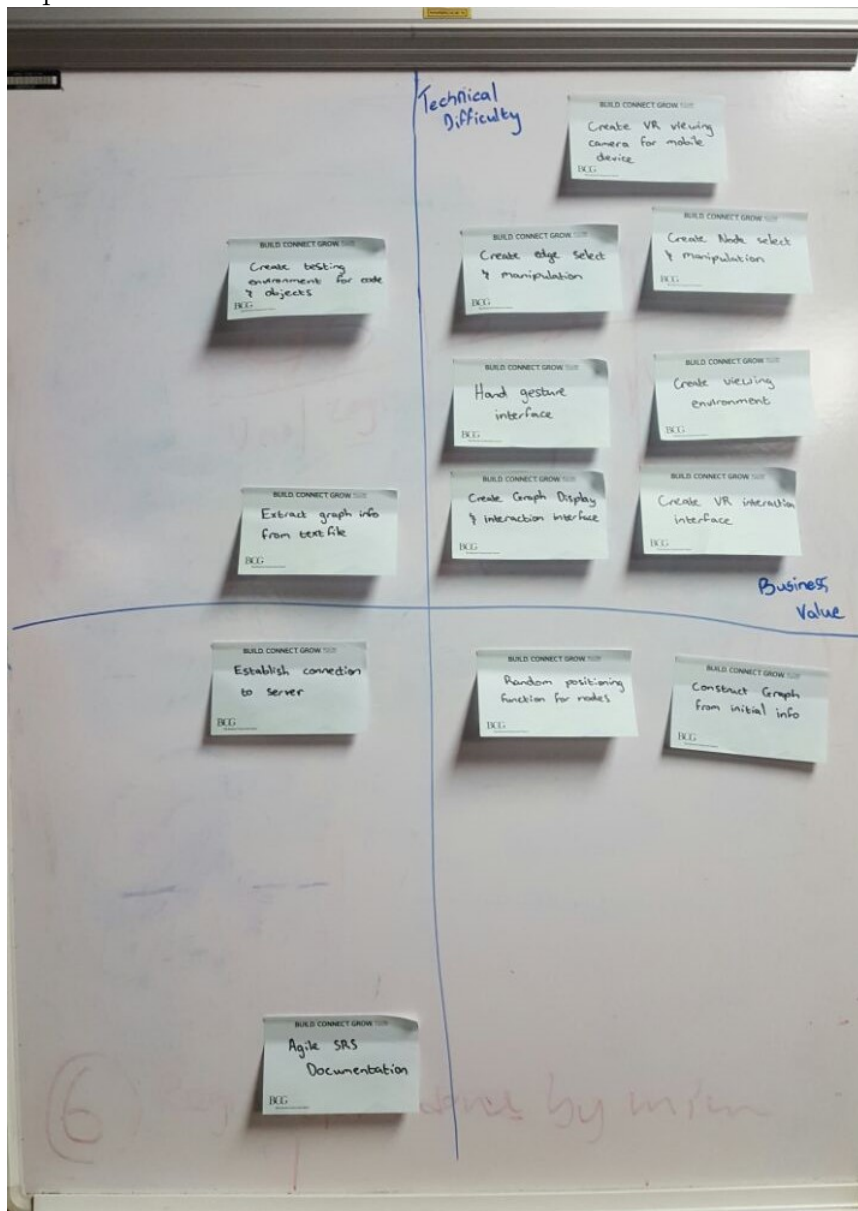 Technical
Difficulty
BUILD CONNECT GROW
Create VR viewing
camera for mobile
device
BCG
BUILD CONNECT GROW
Create testing
environment for code
& objects
BCG
BUILD CONNECT GROW
Create edge select
& manipulation
BCG
BUILD CONNECT GROW
Create Node select
& manipulation
BCG
BUILD CONNECT GROW
Hand gesture
interface
BCG
BUILD CONNECT GROW
Create viewing
environment
BCG
BUILD CONNECT GROW
Extract graph info
from text file
BCG
BUILD CONNECT GROW
Create Graph Display
& interaction interface
BCG
BUILD CONNECT GROW
Create VR interaction
interface
BCG
Business
Value
BUILD CONNECT GROW
Establish connection
to server
BCG
BUILD CONNECT GROW
Random positioning
function for nodes
BCG
BUILD CONNECT GROW
Construct Graph
from initial info
BCG
BUILD CONNECT GROW
Agile SRS
Documentation
BCG
6
by